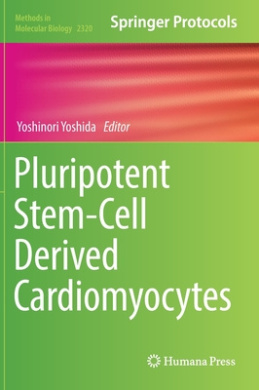 Methods in
Molecular Biology 2320
Springer Protocols
Yoshinori Yoshida Editor
Pluripotent
Stem-Cell
Derived
Cardiomyocytes
Humana Press